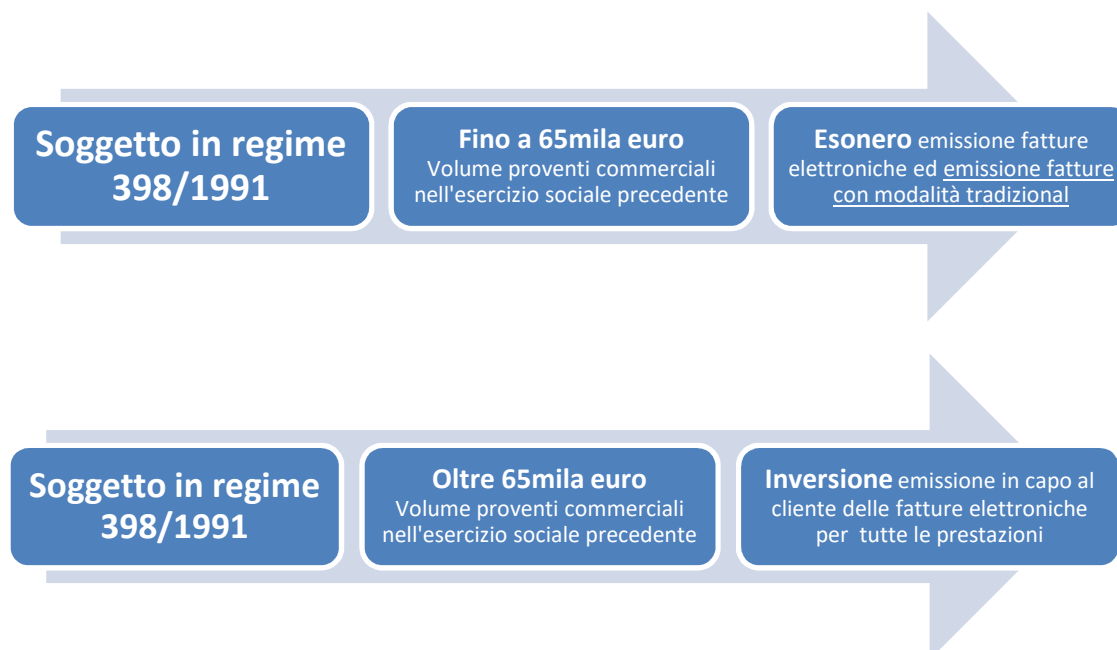 Soggetto in regime
398/1991
Fino a 65mila euro
Volume proventi commerciali
nell'esercizio sociale precedente
Esonero emissione fatture
elettroniche ed emissione fatture
con modalità tradizional
Soggetto in regime
398/1991
Oltre 65mila euro
Volume proventi commerciali
nell'esercizio sociale precedente
Inversione emissione in capo al
cliente delle fatture elettroniche
per tutte le prestazioni